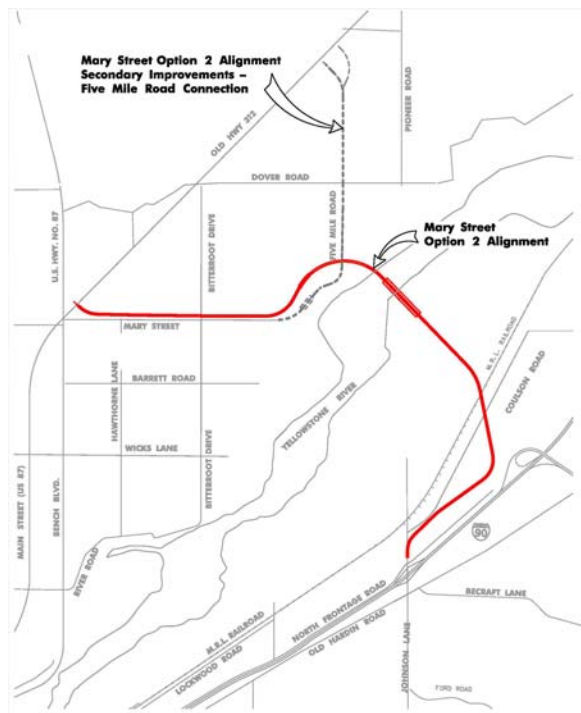 Mary Street Option 2 Alignment
Secondary Improvements –
Five Mile Road Connection
OLD HWY 312
PIONEER ROAD
DOVER ROAD
U.S. HWY. NO. 87
BITTERROOT DRIVE
FIVE MILE ROAD
Mary Street
Option 2 Alignment
MARY STREET
M.R.L. RAILROAD
COULSON ROAD
HAWTHORNE LANE
BARRETT ROAD
YELLOWSTONE RIVER
WICKS LANE
BITTERROOT DRIVE
MAIN STREET (US 87)
BENCH BLVD.
90
RIVER ROAD
NORTH FRONTAGE ROAD
BECRAFT LANE
M.R.L. RAILROAD
OLD HARDIN ROAD
LOCKWOOD ROAD
JOHNSON LANE
FORD ROAD